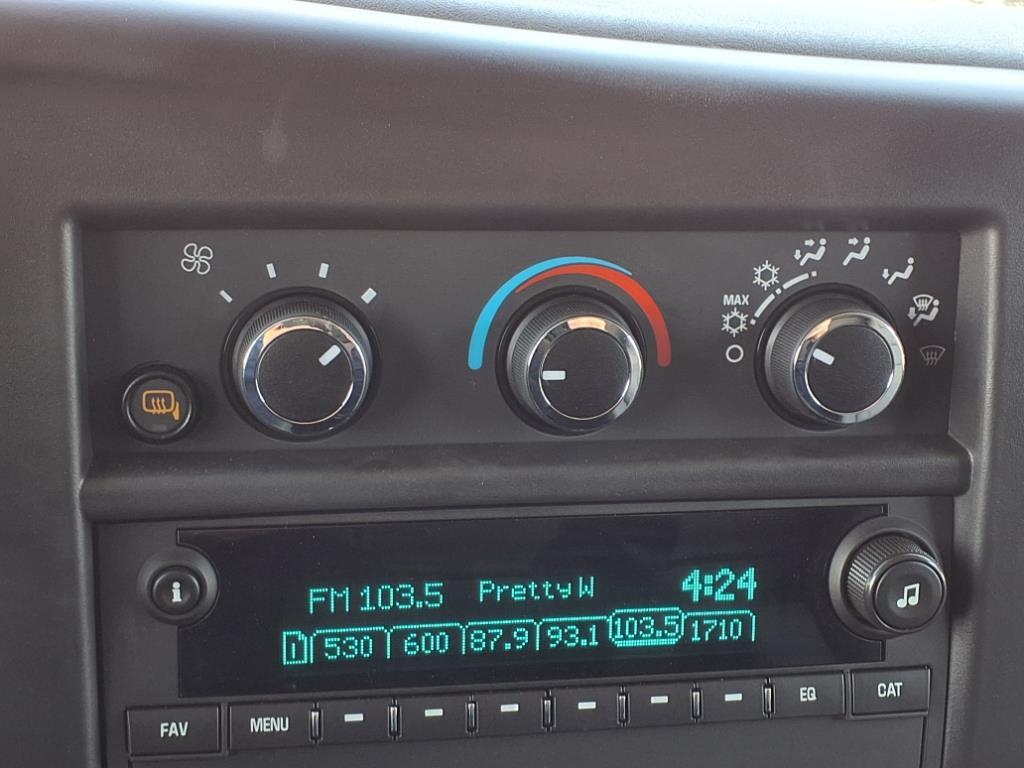 MAX
FM 103.5 Pretty W 4:24
1 530 600 87.9 93.1 103.5 1710
i
FAV MENU EQ CAT